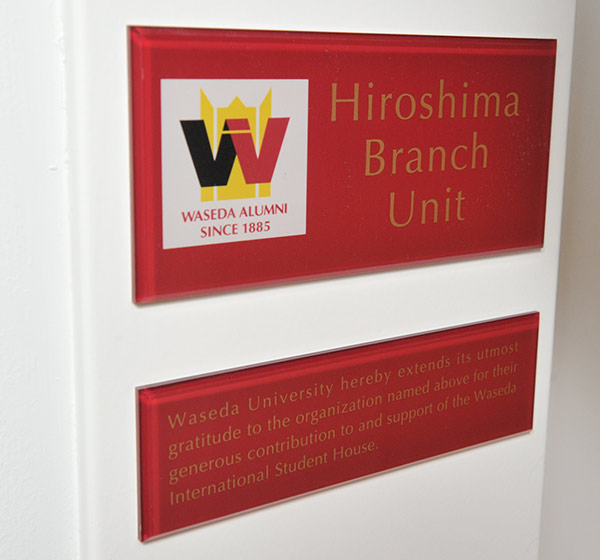 Hiroshima
Branch
Unit
W
WASEDA ALUMNI
SINCE 1885
Waseda University hereby extends its utmost
gratitude to the organization named above for their
generous contribution to and support of the Waseda
International Student House.